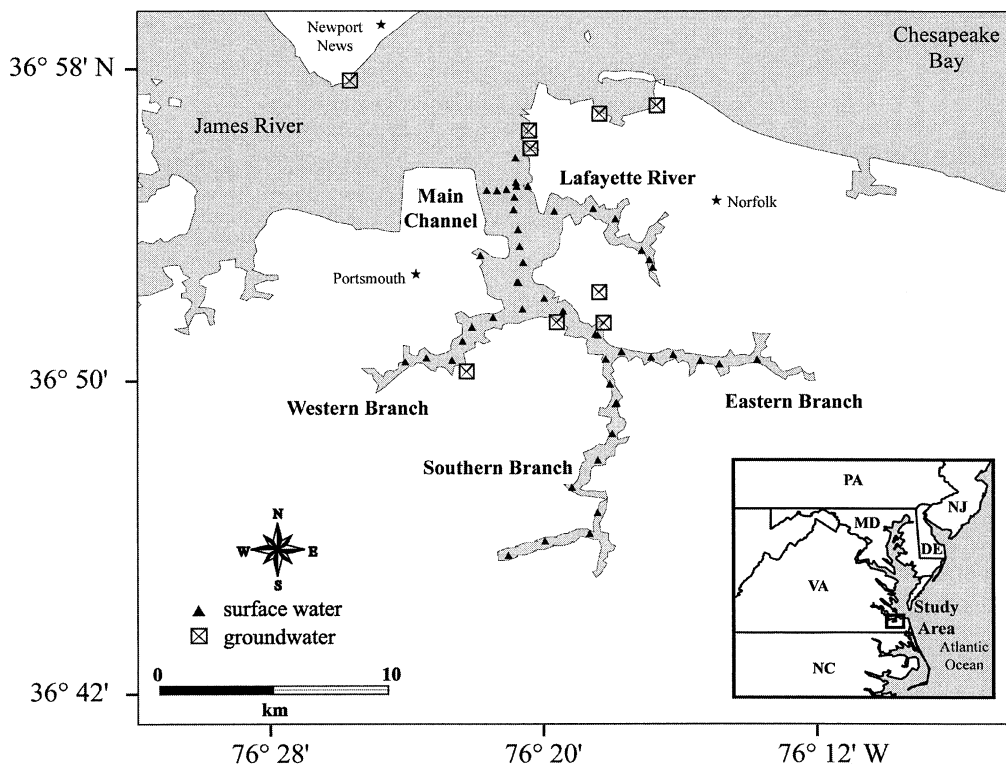 Newport
News
Chesapeake
Bay
36° 58' N
James River
Lafayette River
Main
Channel
Norfolk
Portsmouth
36° 50'
Western Branch
Eastern Branch
Southern Branch
N
W E
S
surface water
groundwater
0 10
km
36° 42'
PA
NJ
MD
DE
VA
Study
Area
Atlantic
Ocean
NC
76° 28' 76° 20' 76° 12' W